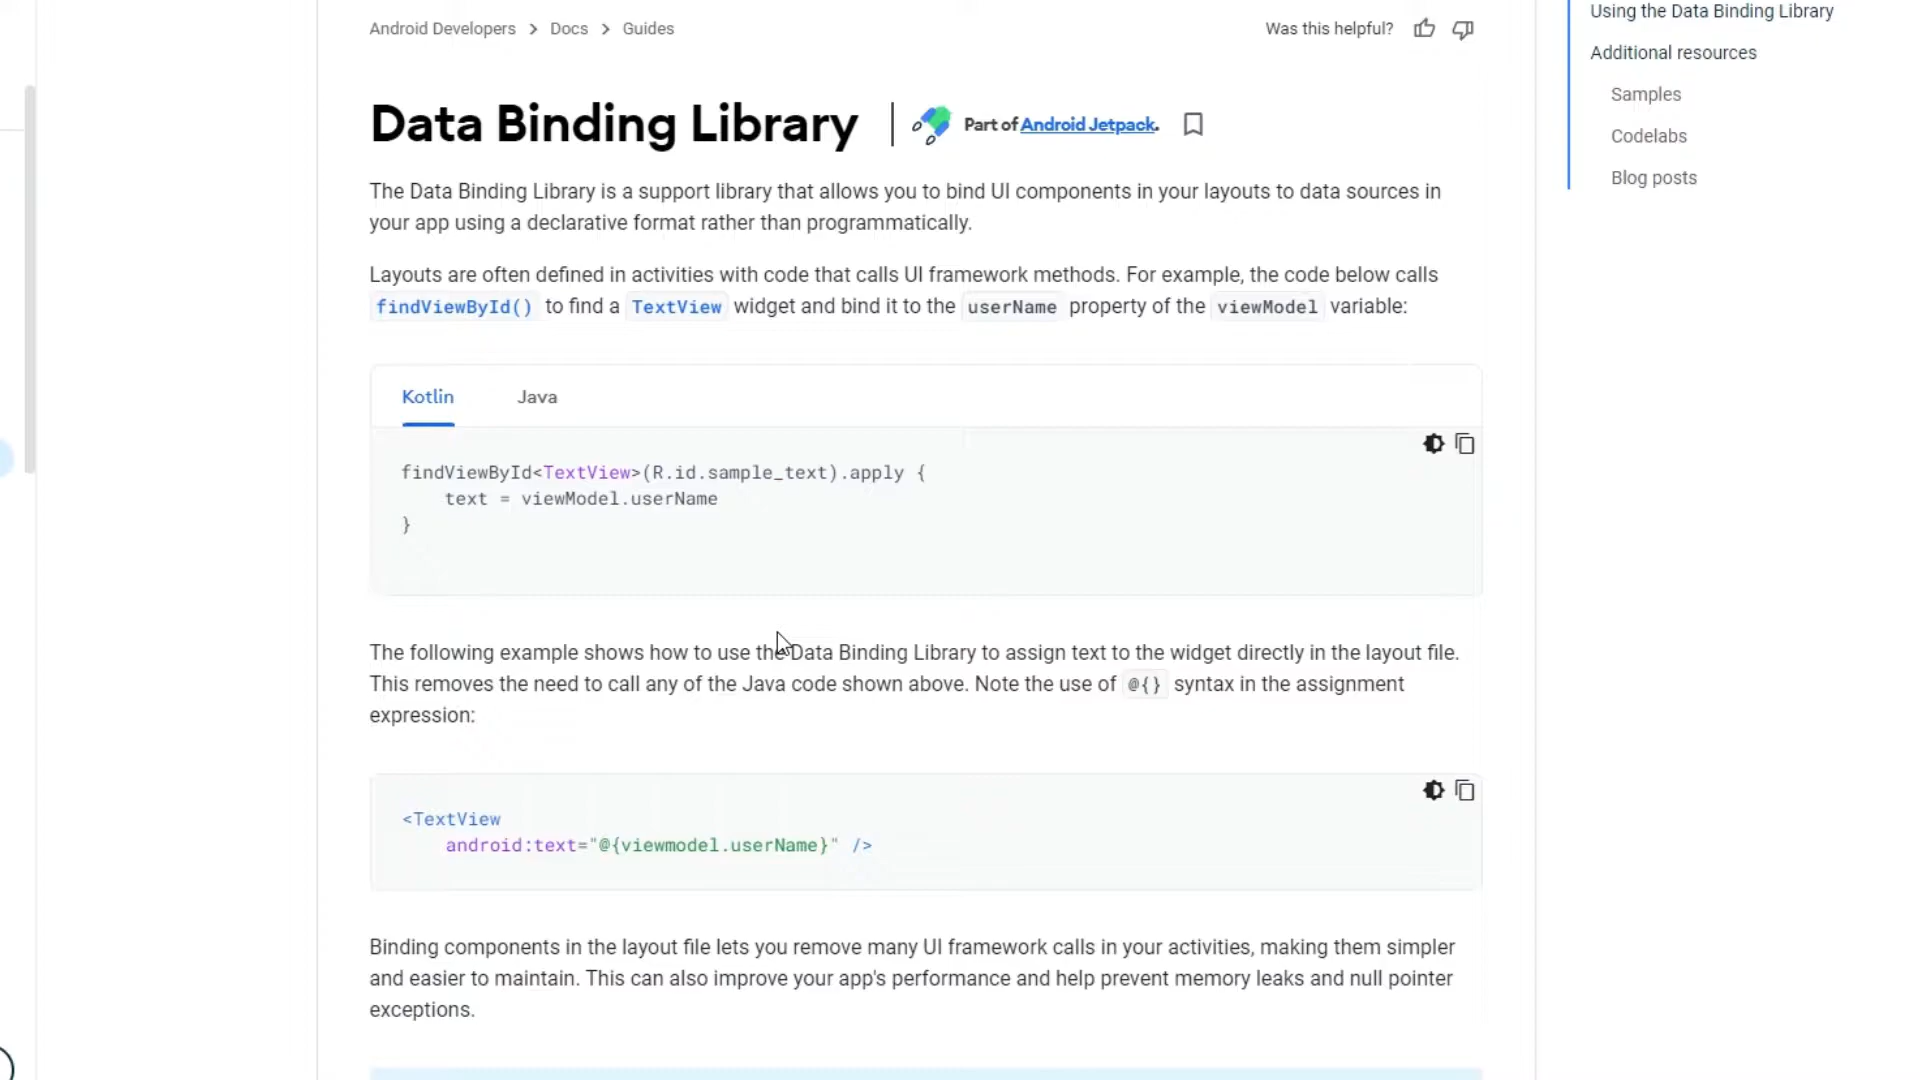 Android Developers > Docs > Guides
Was this helpful?
Using the Data Binding Library
Additional resources
Samples
Codelabs
Blog posts
Data Binding Library
Part of Android Jetpack.
The Data Binding Library is a support library that allows you to bind UI components in your layouts to data sources in
your app using a declarative format rather than programmatically.
Layouts are often defined in activities with code that calls UI framework methods. For example, the code below calls
findViewById() to find a TextView widget and bind it to the userName property of the viewModel variable:
Kotlin Java
findViewById<TextView>(R.id.sample_text).apply {
    text = viewModel.userName
}
The following example shows how to use the Data Binding Library to assign text to the widget directly in the layout file.
This removes the need to call any of the Java code shown above. Note the use of @{} syntax in the assignment
expression:
<TextView
    android:text="@{viewmodel.userName}" />
Binding components in the layout file lets you remove many UI framework calls in your activities, making them simpler
and easier to maintain. This can also improve your app's performance and help prevent memory leaks and null pointer
exceptions.